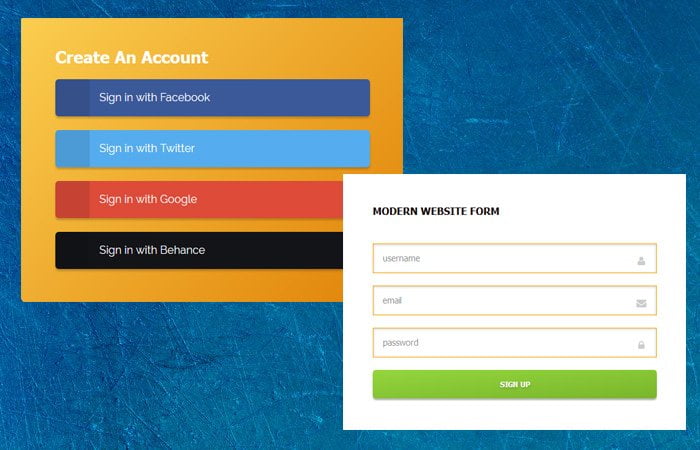 Create An Account
Sign in with Facebook
Sign in with Twitter
Sign in with Google
Sign in with Behance
MODERN WEBSITE FORM
username
email
password
SIGN UP